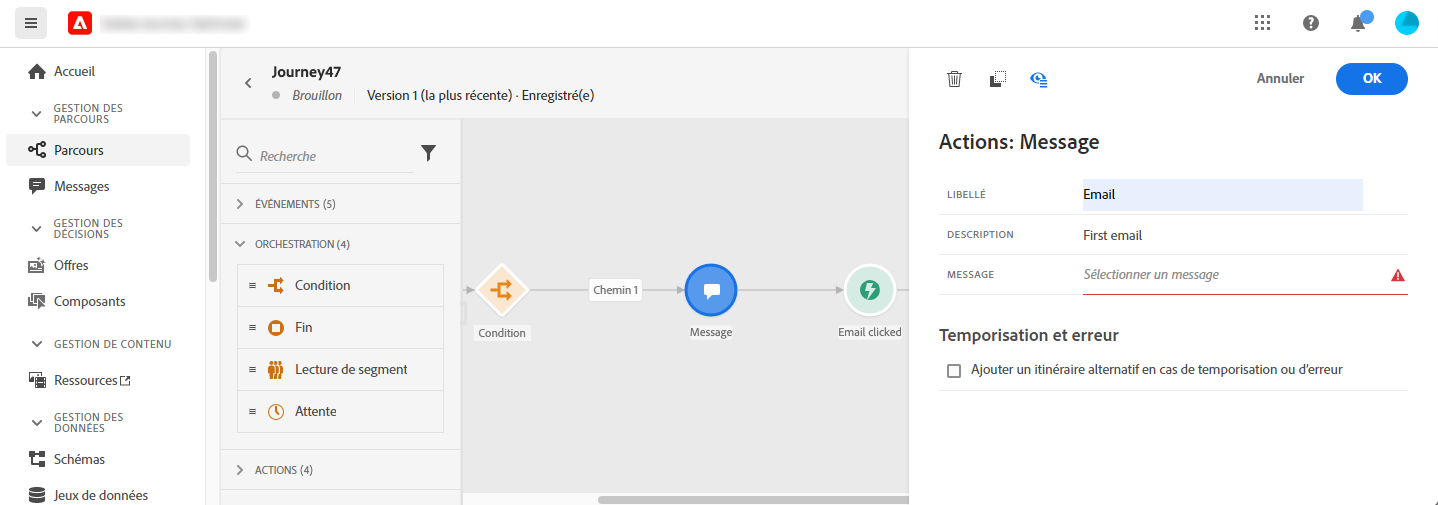 Accueil
GESTION DES
PARCOURS
Parcours
Messages
GESTION DES
DÉCISIONS
Offres
Composants
GESTION DE CONTENU
Ressources
GESTION DES
DONNÉES
Schémas
Jeux de données
Journey47
Brouillon
Version 1 (la plus récente) · Enregistré(e)
Recherche
ÉVÉNEMENTS (5)
ORCHESTRATION (4)
Condition
Fin
Lecture de segment
Attente
ACTIONS (4)
Condition
Chemin 1
Message
Email clicked
Annuler
OK
Actions: Message
LIBELLÉ
Email
DESCRIPTION
First email
MESSAGE
Sélectionner un message
Temporisation et erreur
Ajouter un itinéraire alternatif en cas de temporisation ou d'erreur